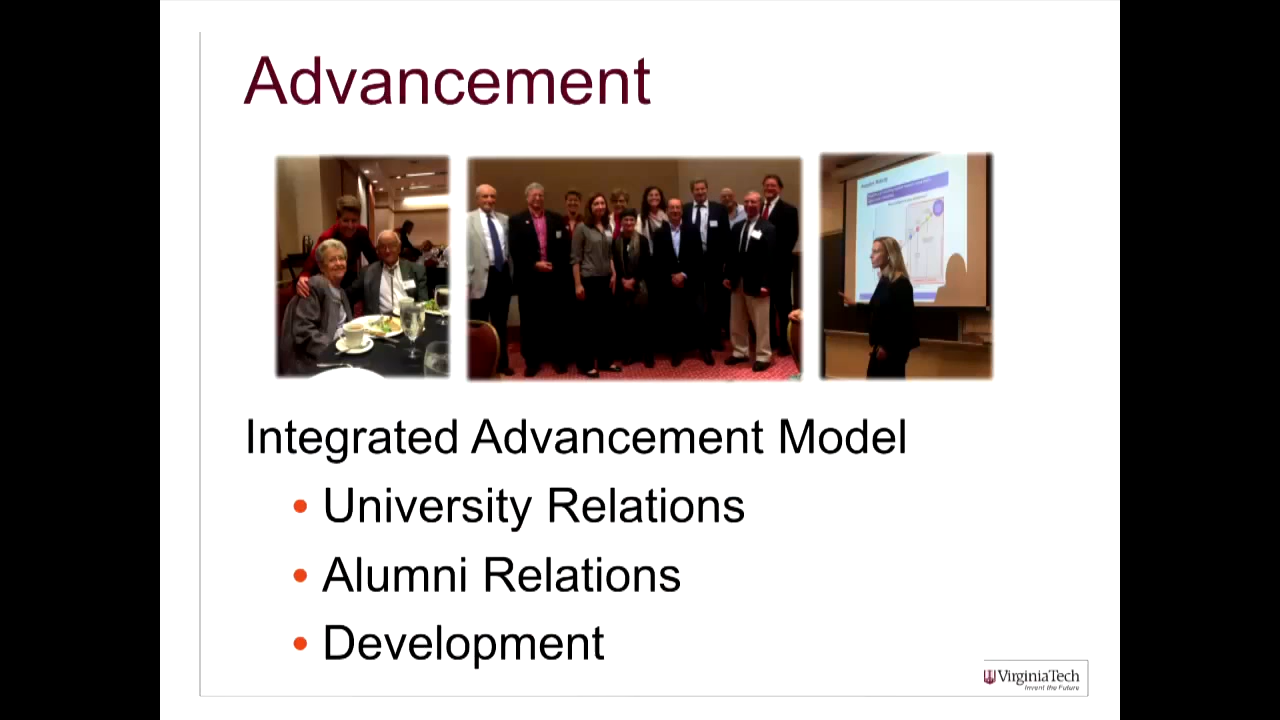 Advancement
Integrated Advancement Model
• University Relations
• Alumni Relations
• Development
VirginiaTech
Invent the Future